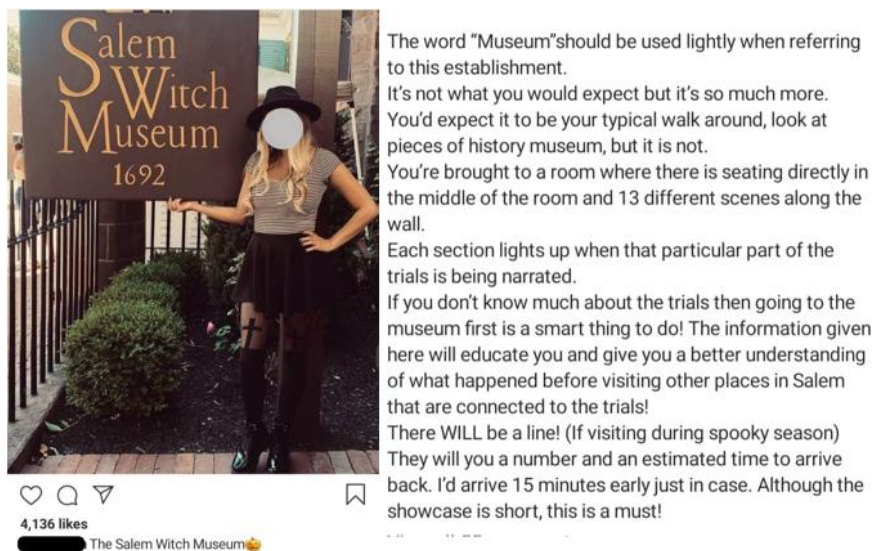 Salem
Witch
Museum
1692
4,136 likes
The Salem Witch Museum🎃
The word “Museum”should be used lightly when referring
to this establishment.
It’s not what you would expect but it’s so much more.
You’d expect it to be your typical walk around, look at
pieces of history museum, but it is not.
You’re brought to a room where there is seating directly in
the middle of the room and 13 different scenes along the
wall.
Each section lights up when that particular part of the
trials is being narrated.
If you don’t know much about the trials then going to the
museum first is a smart thing to do! The information given
here will educate you and give you a better understanding
of what happened before visiting other places in Salem
that are connected to the trials!
There WILL be a line! (If visiting during spooky season)
They will you a number and an estimated time to arrive
back. I’d arrive 15 minutes early just in case. Although the
showcase is short, this is a must!